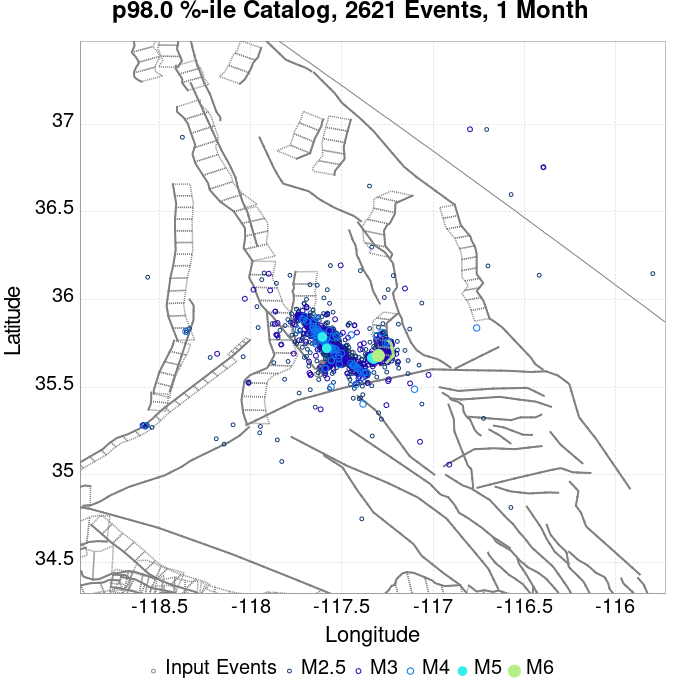 p98.0 %-ile Catalog, 2621 Events, 1 Month
37
36.5
36
35.5
35
34.5
Latitude
-118.5 -118 -117.5 -117 -116.5 -116
Longitude
Input Events M2.5 M3 M4 M5 M6